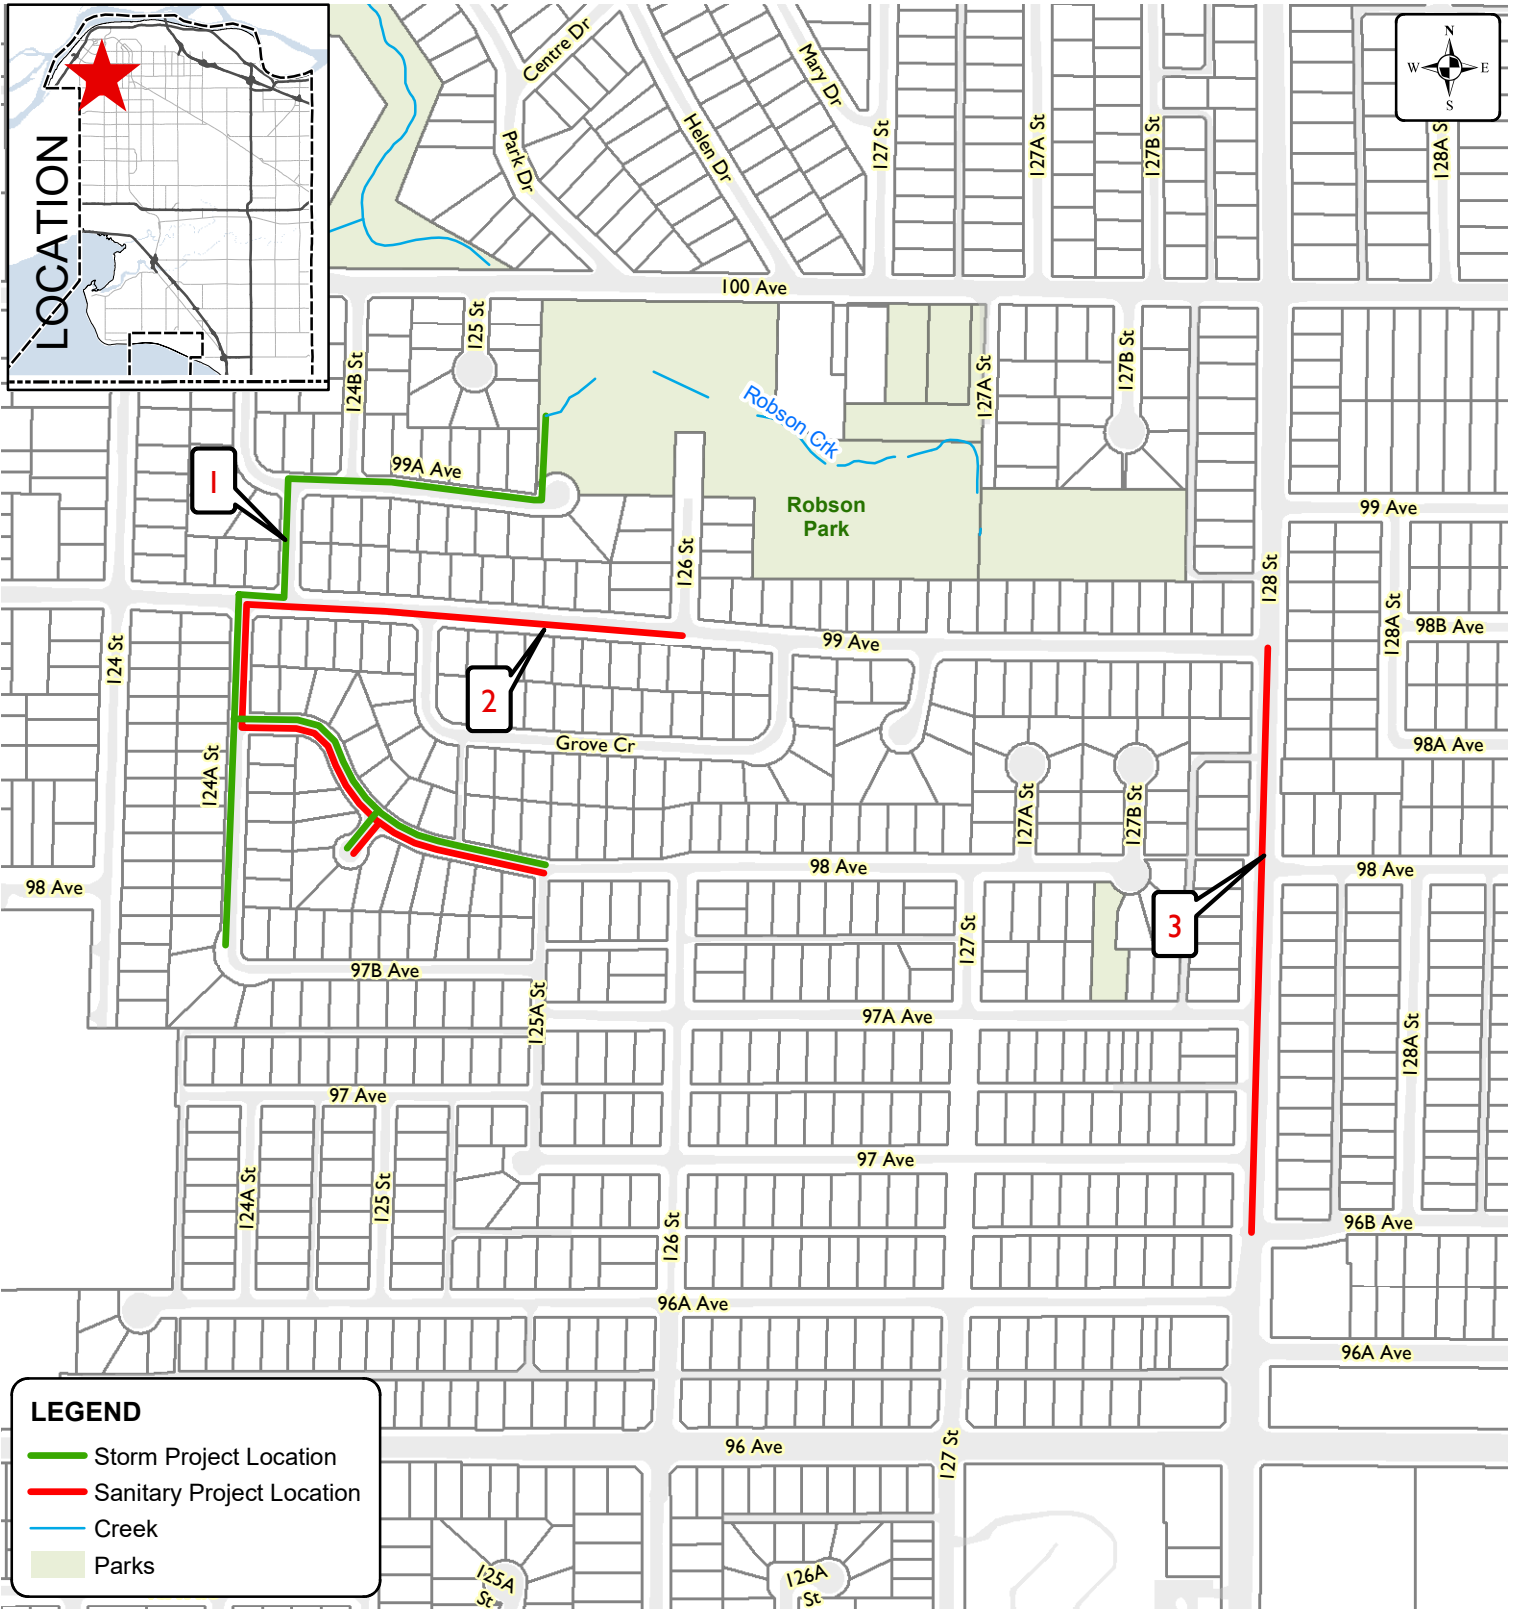 LOCATION
N
W E
S
Centre Dr
Mary Dr
Park Dr
Helen Dr
127 St
127A St
127B St
128A S
100 Ave
124B St
125 St
127A St
127B St
Robson Crk
99A Ave
1
Robson
Park
99 Ave
126 St
128 St
128A St
98B Ave
124 St
99 Ave
2
Grove Cr
98A Ave
124A St
127A St
127B St
98 Ave
98 Ave
98 Ave
3
127 St
97B Ave
125A St
97A Ave
128A St
97 Ave
97 Ave
124A St
125 St
126 St
96B Ave
96A Ave
96A Ave
96 Ave
127 St
LEGEND
Storm Project Location
Sanitary Project Location
Creek
Parks
125A
St
126A
St